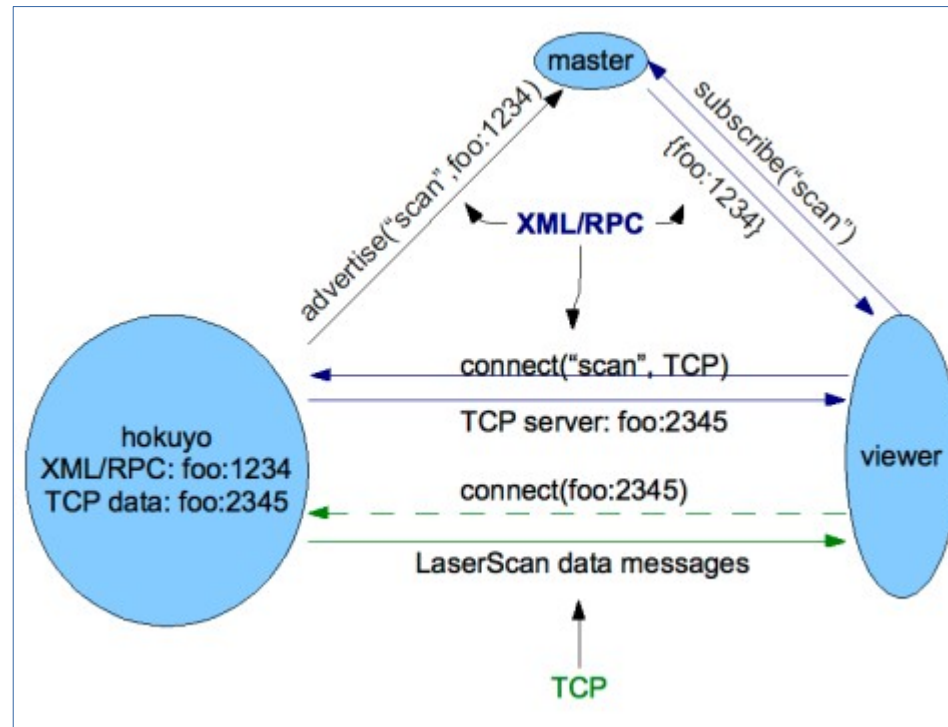 master
advertise(“scan”,foo:1234)
subscribe(“scan”)
{foo:1234}
XML/RPC
connect(“scan”, TCP)
TCP server: foo:2345
hokuyo
XML/RPC: foo:1234
TCP data: foo:2345
viewer
connect(foo:2345)
LaserScan data messages
TCP